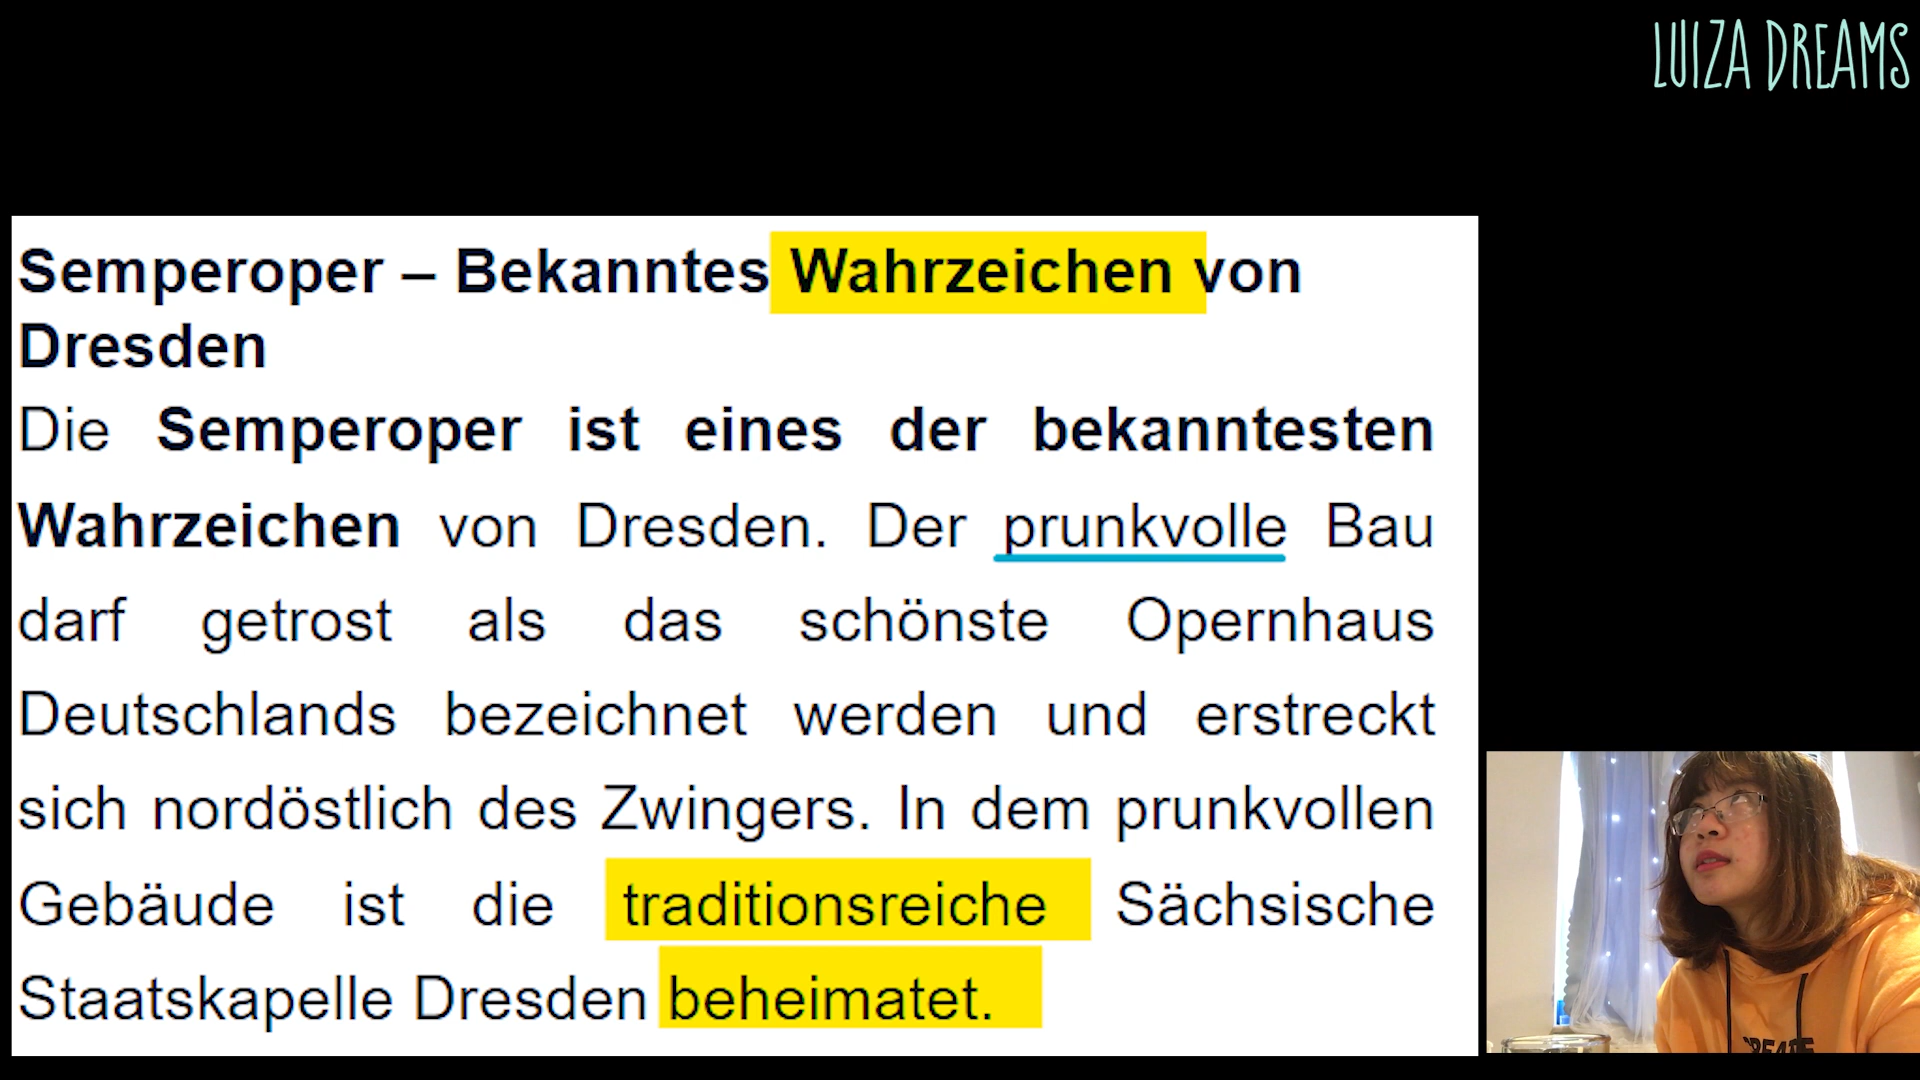 LUIZA DREAMS
Semperoper – Bekanntes Wahrzeichen von
Dresden
Die Semperoper ist eines der bekanntesten
Wahrzeichen von Dresden. Der prunkvolle Bau
darf getrost als das schönste Opernhaus
Deutschlands bezeichnet werden und erstreckt
sich nordöstlich des Zwingers. In dem prunkvollen
Gebäude ist die traditionsreiche Sächsische
Staatskapelle Dresden beheimatet.
CREATE